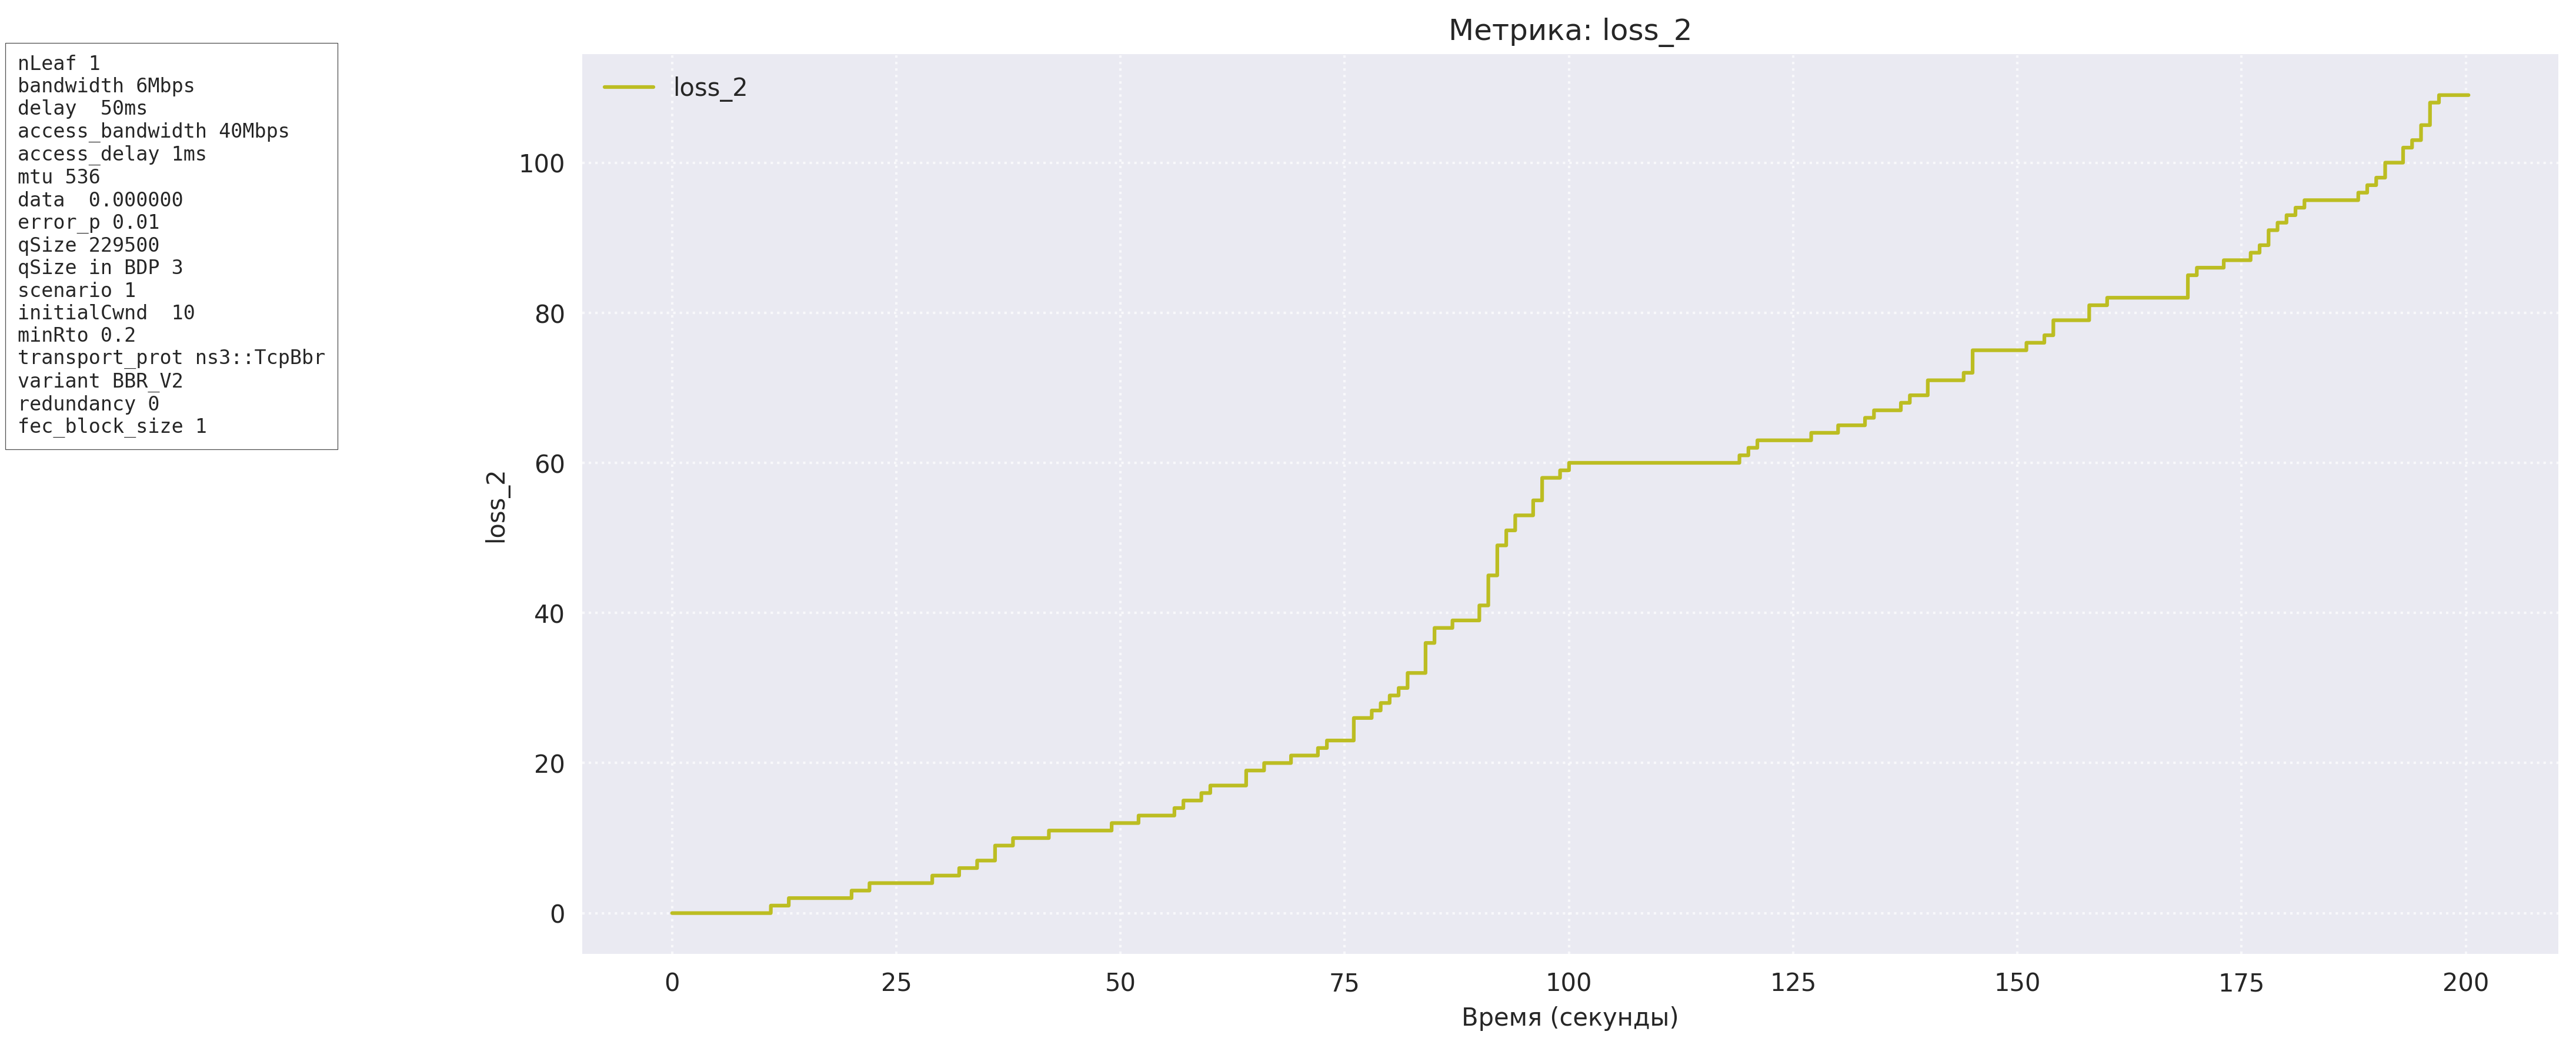 Метрика: loss_2
nLeaf 1
bandwidth 6Mbps
delay  50ms
access_bandwidth 40Mbps
access_delay 1ms
mtu 536
data  0.000000
error_p 0.01
qSize 229500
qSize in BDP 3
scenario 1
initialCwnd  10
minRto 0.2
transport_prot ns3::TcpBbr
variant BBR_V2
redundancy 0
fec_block_size 1
loss_2
loss_2
100
80
60
40
20
0
0 25 50 75 100 125 150 175 200
Время (секунды)